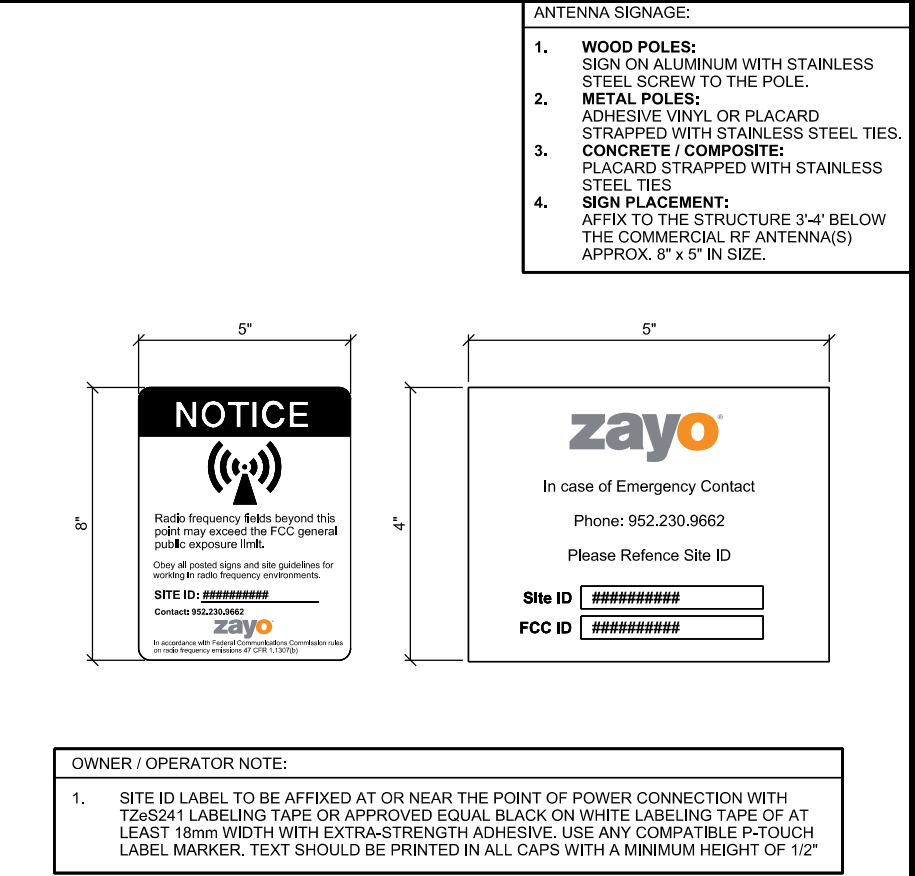 ANTENNA SIGNAGE:
1. WOOD POLES:
SIGN ON ALUMINUM WITH STAINLESS
STEEL SCREW TO THE POLE.
2. METAL POLES:
ADHESIVE VINYL OR PLACARD
STRAPPED WITH STAINLESS STEEL TIES.
3. CONCRETE / COMPOSITE:
PLACARD STRAPPED WITH STAINLESS
STEEL TIES
4. SIGN PLACEMENT:
AFFIX TO THE STRUCTURE 3'-4' BELOW
THE COMMERCIAL RF ANTENNA(S)
APPROX. 8" x 5" IN SIZE.
5"
8"
NOTICE
Radio frequency fields beyond this
point may exceed the FCC general
public exposure limit.
Obey all posted signs and site guidelines for
working in radio frequency environments.
SITE ID: ##########
Contact: 952.230.9662
zayo
In accordance with Federal Communications Commission rules
on radio frequency emissions 47 CFR 1.1307(b)
5"
4"
zayo
In case of Emergency Contact
Phone: 952.230.9662
Please Refence Site ID
Site ID ##########
FCC ID ##########
OWNER / OPERATOR NOTE:
1. SITE ID LABEL TO BE AFFIXED AT OR NEAR THE POINT OF POWER CONNECTION WITH
TZeS241 LABELING TAPE OR APPROVED EQUAL BLACK ON WHITE LABELING TAPE OF AT
LEAST 18mm WIDTH WITH EXTRA-STRENGTH ADHESIVE. USE ANY COMPATIBLE P-TOUCH
LABEL MARKER. TEXT SHOULD BE PRINTED IN ALL CAPS WITH A MINIMUM HEIGHT OF 1/2"